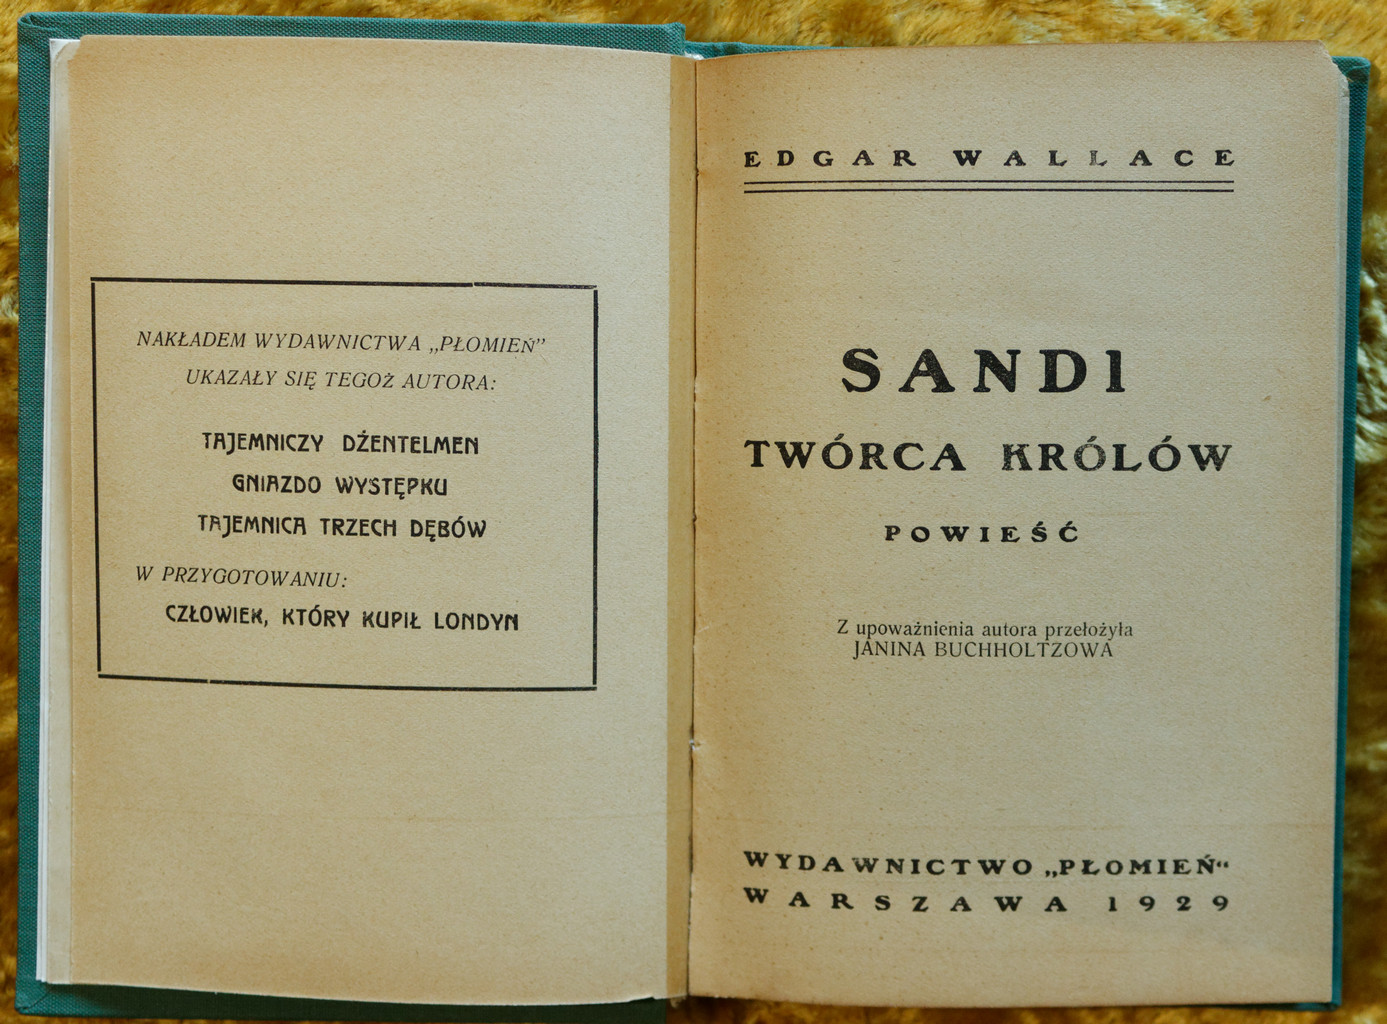 NAKŁADEM WYDAWNICTWA „PŁOMIEŃ”
UKAZAŁY SIĘ TEGOŻ AUTORA:
TAJEMNICZY DŻENTELMEN
GNIAZDO WYSTĘPKU
TAJEMNICA TRZECH DĘBÓW
W PRZYGOTOWANIU:
CZŁOWIEK, KTÓRY KUPIŁ LONDYN
EDGAR WALLACE
SANDI
TWÓRCA KRÓLÓW
POWIEŚĆ
Z upoważnienia autora przełożyła
JANINA BUCHHOLTZOWA
WYDAWNICTWO „PŁOMIEŃ“
WARSZAWA 1929